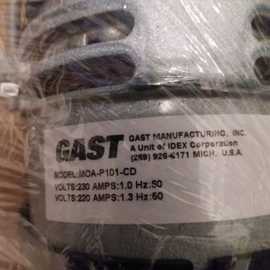 GAST
GAST MANUFACTURING, INC.
A Unit of IDEX Corporation
(269) 926-6171 MICH. U.S.A.
MODEL: MOA-P101-CD
VOLTS:230 AMPS:1.0 Hz:50
VOLTS:220 AMPS:1.3 Hz:60